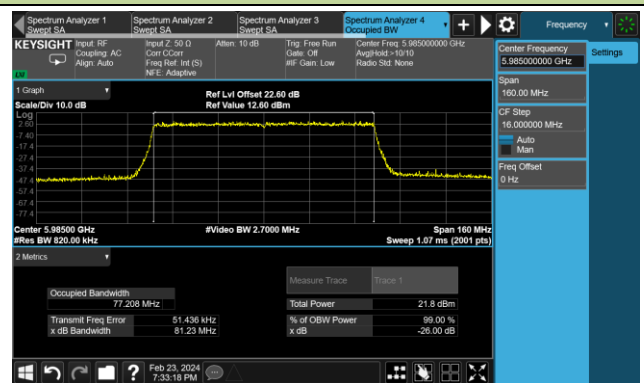 Spectrum Analyzer 1
Swept SA
Spectrum Analyzer 2
Swept SA
Spectrum Analyzer 3
Swept SA
Spectrum Analyzer 4
Occupied BW
Frequency
KEYSIGHT
Input: RF
Coupling: AC
Align: Auto
Input Z: 50 Ω
Corr CCorr
Freq Ref: Int (S)
NFE: Adaptive
Atten: 10 dB
Trig: Free Run
Gate: Off
#IF Gain: Low
Center Freq: 5.985000000 GHz
Avg|Hold:>10/10
Radio Std: None
Center Frequency
5.985000000 GHz
Settings
Span
160.00 MHz
CF Step
16.000000 MHz
Auto
Man
Freq Offset
0 Hz
1 Graph
Scale/Div 10.0 dB
Ref Lvl Offset 22.60 dB
Ref Value 12.60 dBm
Log
2.60
-7.40
-17.4
-27.4
-37.4
-47.4
-57.4
-67.4
-77.4
Center 5.98500 GHz
#Video BW 2.7000 MHz
Span 160 MHz
#Res BW 820.00 kHz
Sweep 1.07 ms (2001 pts)
2 Metrics
Measure Trace
Trace 1
Occupied Bandwidth
77.208 MHz
Total Power
21.8 dBm
Transmit Freq Error
51.436 kHz
% of OBW Power
99.00 %
x dB Bandwidth
81.23 MHz
x dB
-26.00 dB
Feb 23, 2024
7:33:18 PM